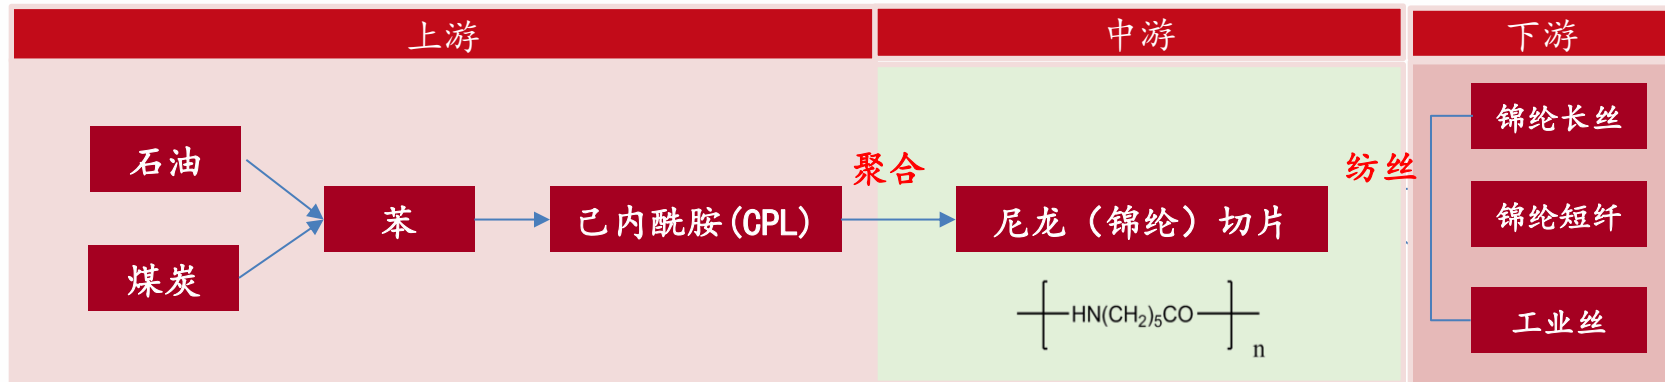 上游
中游
下游
石油
煤炭
苯
己内酰胺(CPL)
聚合
尼龙（锦纶）切片
HN(CH₂)₅CO
n
纺丝
锦纶长丝
锦纶短纤
工业丝